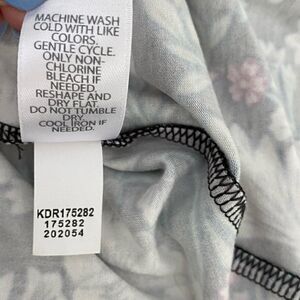 MACHINE WASH
COLD WITH LIKE
COLORS.
GENTLE CYCLE.
ONLY NON-
CHLORINE
BLEACH IF
NEEDED.
RESHAPE AND
DRY FLAT.
DO NOT TUMBLE
DRY.
COOL IRON IF
NEEDED.
KDR175282
175282
202054